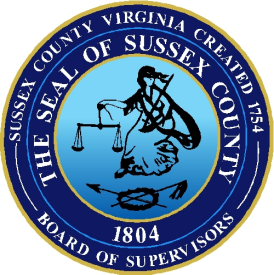 SUSSEX COUNTY VIRGINIA CREATED 1754
THE SEAL OF SUSSEX COUNTY
1804
BOARD OF SUPERVISORS